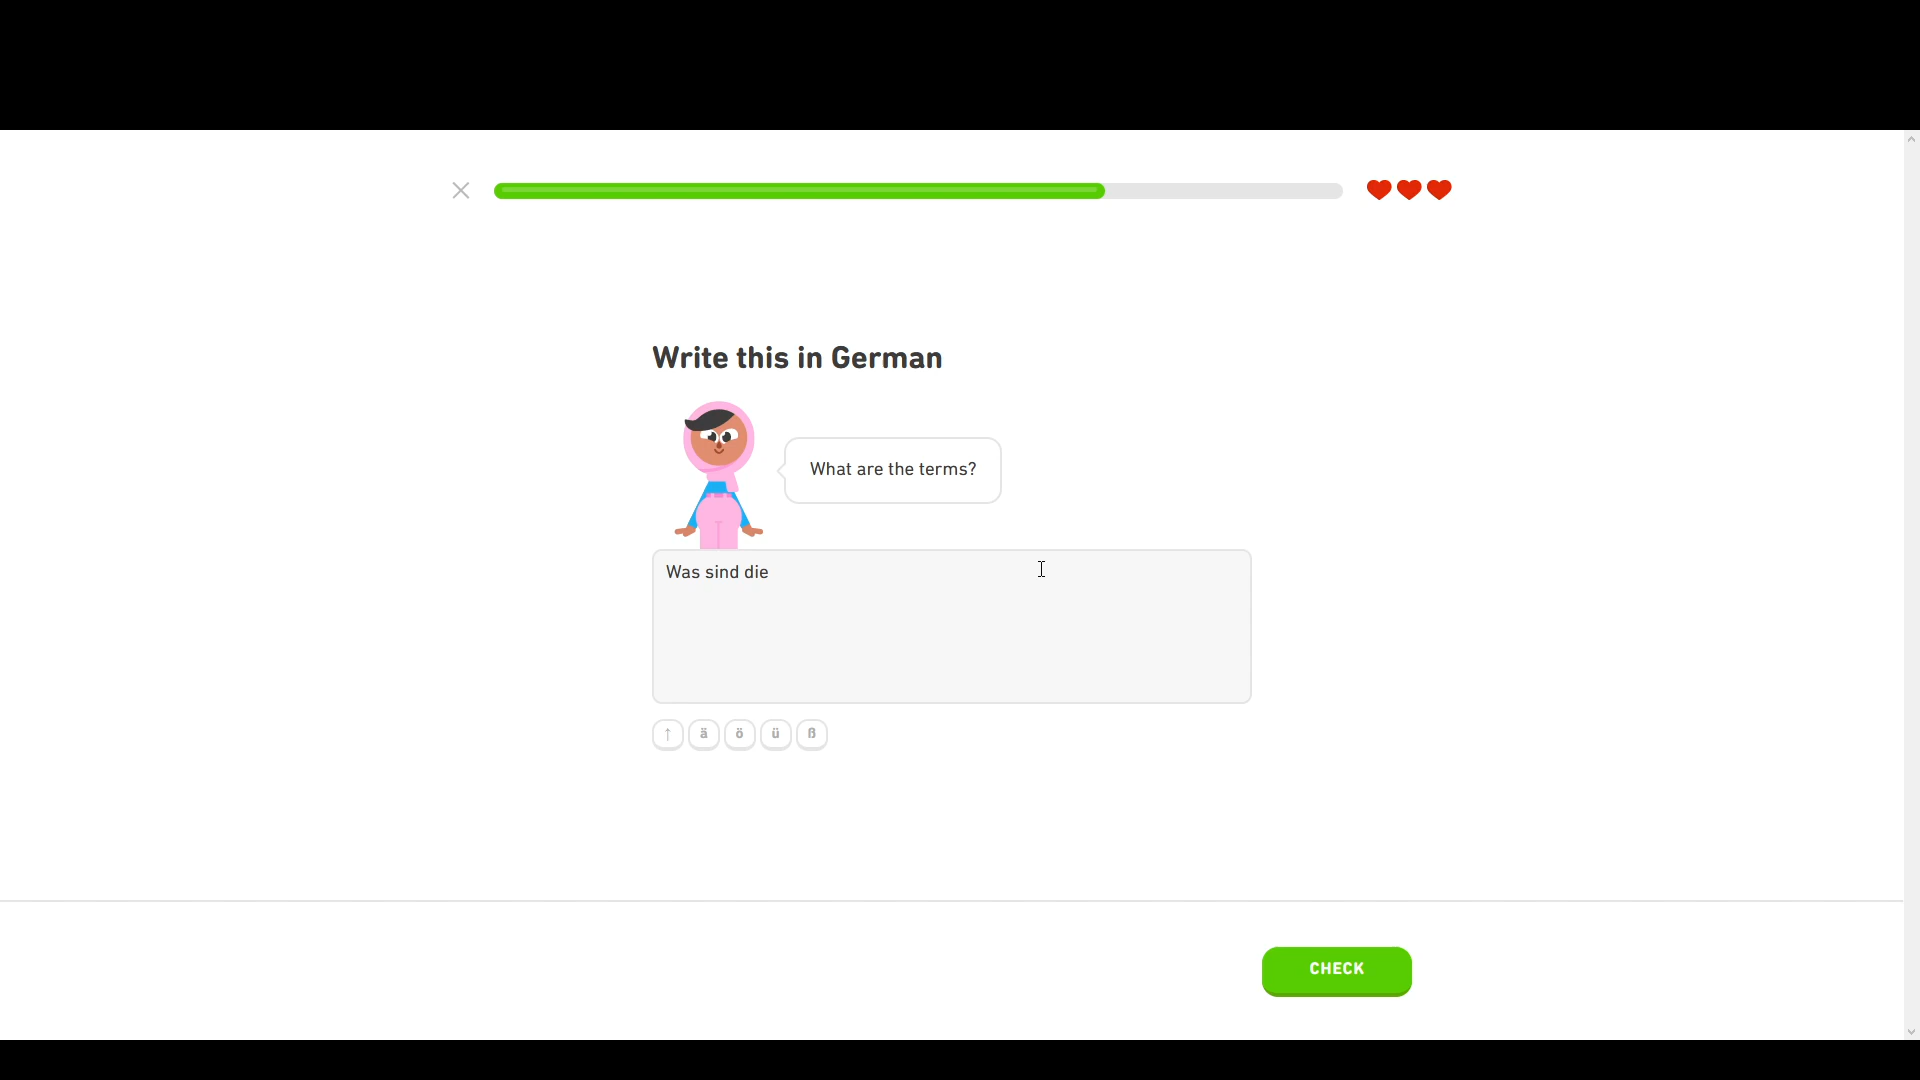 Write this in German
What are the terms?
Was sind die
↑ ä ö ü ß
CHECK